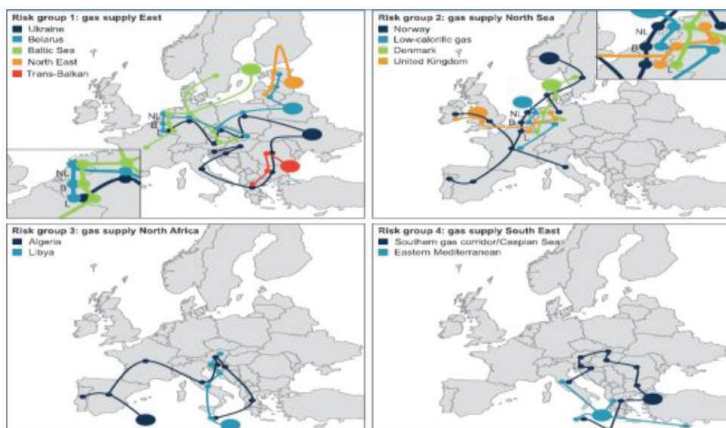 Risk group 1: gas supply East
Ukraine
Belarus
Baltic Sea
North East
Trans-Balkan
NL
B
NL
B
L
Risk group 2: gas supply North Sea
Norway
Low-calorific gas
Denmark
United Kingdom
NL
B
L
NL
B
Risk group 3: gas supply North Africa
Algeria
Libya
Risk group 4: gas supply South East
Southern gas corridor/Caspian Sea
Eastern Mediterranean